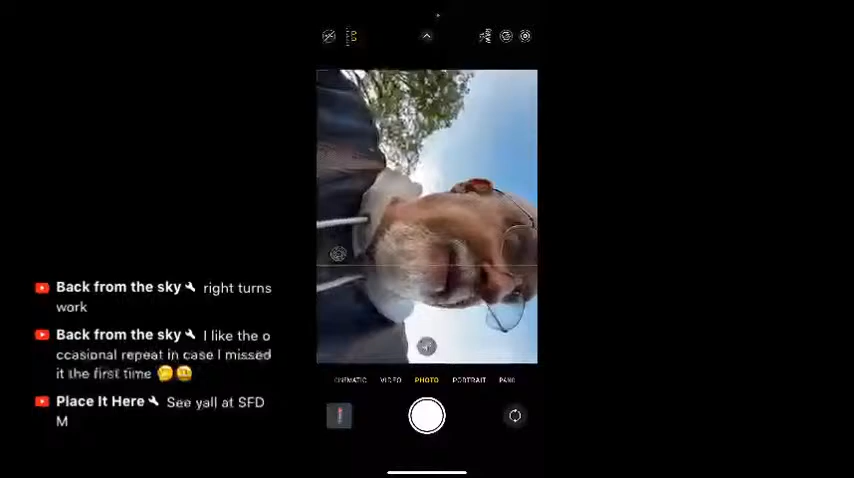 RAW
Back from the sky right turns
work
Back from the sky I like the o
ccasional repeat in case I missed
it the first time
Place It Here See yall at SFD
M
CINEMATIC VIDEO PHOTO PORTRAIT PANO